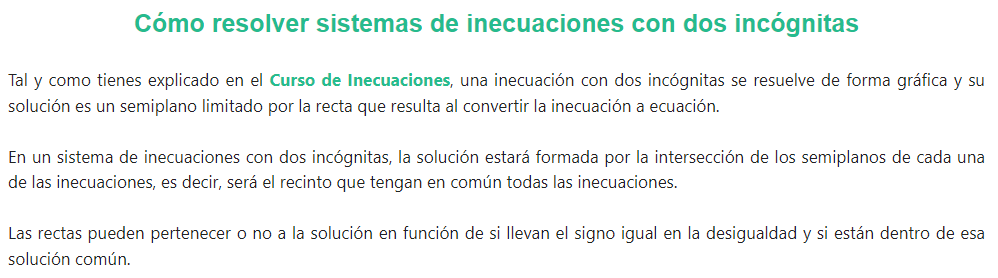 Cómo resolver sistemas de inecuaciones con dos incógnitas
Tal y como tienes explicado en el Curso de Inecuaciones, una inecuación con dos incógnitas se resuelve de forma gráfica y su
solución es un semiplano limitado por la recta que resulta al convertir la inecuación a ecuación.
En un sistema de inecuaciones con dos incógnitas, la solución estará formada por la intersección de los semiplanos de cada una
de las inecuaciones, es decir, será el recinto que tengan en común todas las inecuaciones.
Las rectas pueden pertenecer o no a la solución en función de si llevan el signo igual en la desigualdad y si están dentro de esa
solución común.